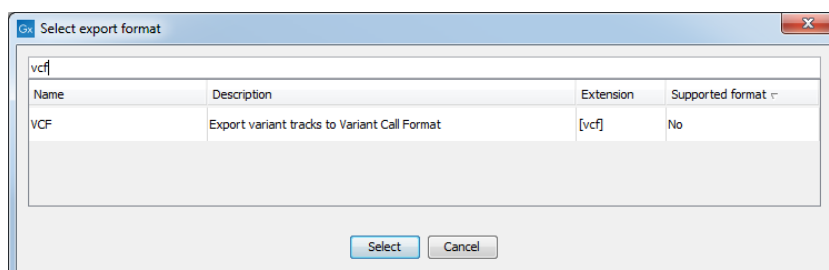 Gx Select export format
vcf
Name Description Extension Supported format
VCF Export variant tracks to Variant Call Format [vcf] No
Select Cancel